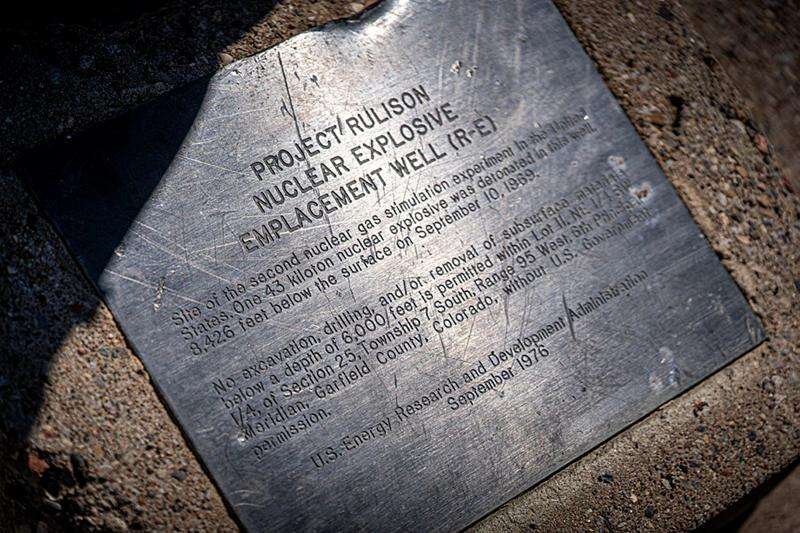 PROJECT RULISON
NUCLEAR EXPLOSIVE
EMPLACEMENT WELL (R-E)
Site of the second nuclear gas stimulation experiment in the United
States. One 43 kiloton nuclear explosive was detonated in this well,
8,426 feet below the surface on September 10, 1969.
No excavation, drilling, and/or removal of subsurface
below a depth of 6,000 feet is permitted within Lot 11, NE 1/4 SW
1/4, of Section 25, Township 7 South, Range 95 West, 6th Principal
Meridian, Garfield County, Colorado, without U.S. Government
permission.
U.S. Energy Research and Development Administration
September 1976